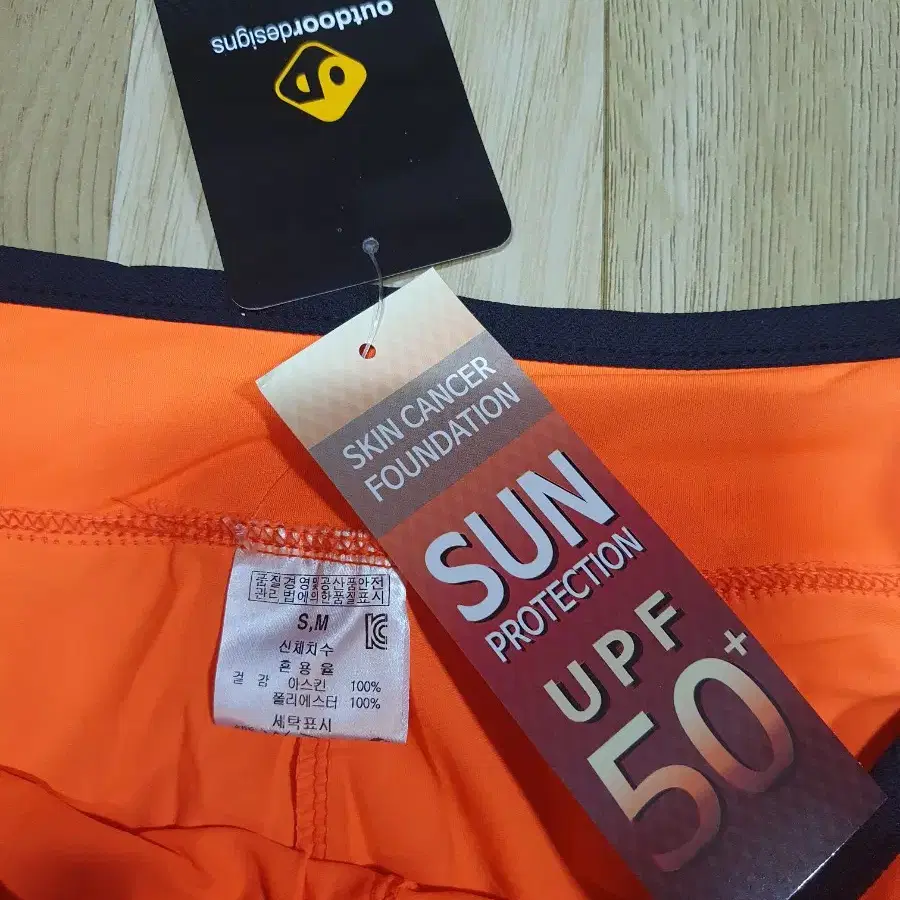 outdoordesigns
OD
SKIN CANCER
FOUNDATION
SUN
PROTECTION
UPF
50+
품질경영및공산품안전
관리법에의한품질표시
S,M
신체치수
혼용율
겉감 아스킨 100%
폴리에스터 100%
세탁표시